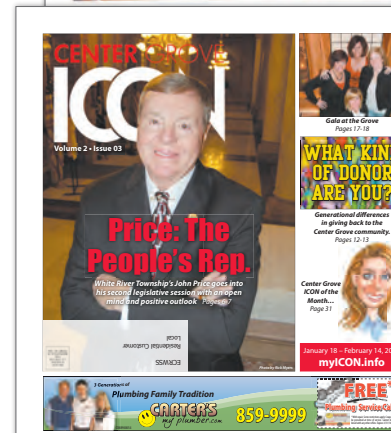 CENTER GROVE
ICON
Volume 2 • Issue 03
Price: The
People's Rep.
White River Township's John Price goes into
his second legislative session with an open
mind and positive outlook Pages 6-7
Residential Customer
Local
ECRWSS
Photo by Rick Myers
Gala at the Grove
Pages 17-18
WHAT KIN
OF DONOR
ARE YOU?
Generational differences
in giving back to the
Center Grove community.
Pages 12-13
Center Grove
ICON of the
Month…
Page 31
January 18 – February 14, 20
myICON.info
3 Generations of
Plumbing Family Tradition
CARTER'S
my plumber.com
859-9999
FREE
Plumbing Service Ca